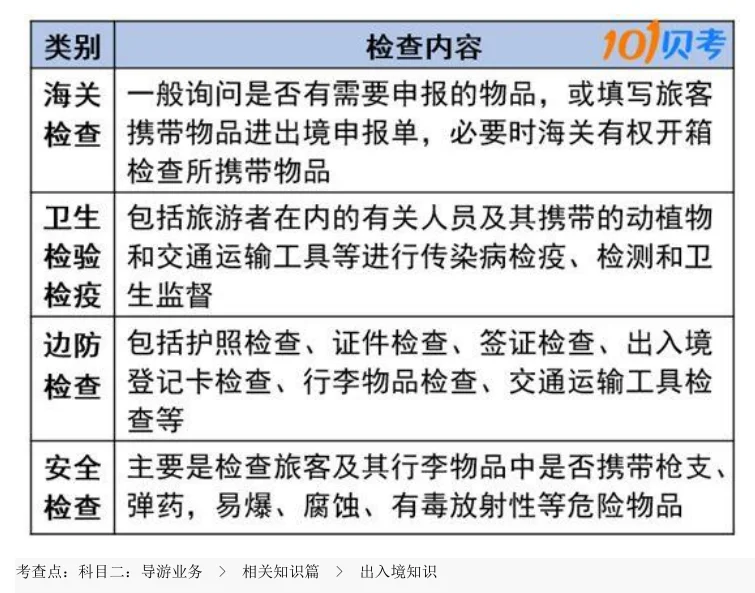 类别 检查内容 101贝考
海关 一般询问是否有需要申报的物品，或填写旅客
检查 携带物品进出境申报单，必要时海关有权开箱
检查所携带物品
卫生 包括旅游者在内的有关人员及其携带的动植物
检验 和交通运输工具等进行传染病检疫、检测和卫
检疫 生监督
边防 包括护照检查、证件检查、签证检查、出入境
检查 登记卡检查、行李物品检查、交通运输工具检
查等
安全 主要是检查旅客及其行李物品中是否携带枪支、
检查 弹药，易爆、腐蚀、有毒放射性等危险物品
考查点：科目二：导游业务 > 相关知识篇 > 出入境知识